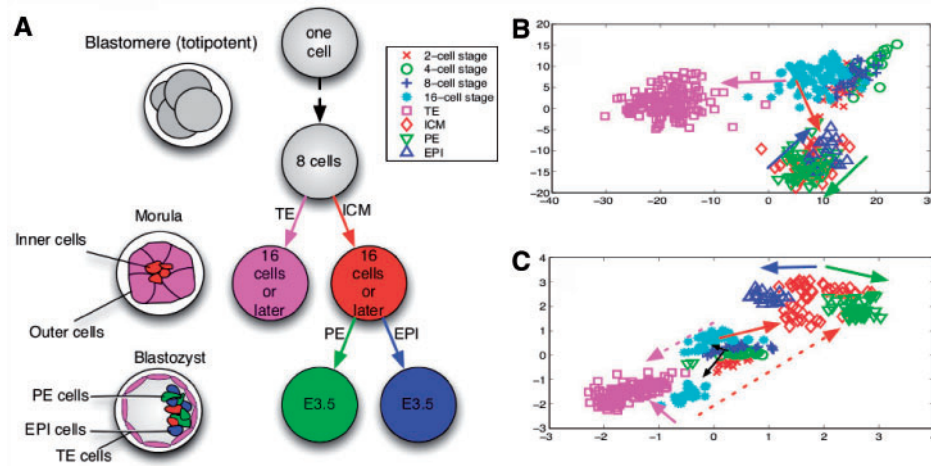 A
Blastomere (totipotent)
one
cell
8 cells
TE
ICM
Morula
Inner cells
Outer cells
16
cells
or
later
16
cells
or
later
PE
EPI
Blastozyst
PE cells
EPI cells
TE cells
E3.5
E3.5
2-cell stage
4-cell stage
8-cell stage
16-cell stage
TE
ICM
PE
EPI
B
20
15
10
5
0
-5
-10
-15
-20
-40 -30 -20 -10 0 10 20 30
C
4
3
2
1
0
-1
-2
-3
-3 -2 -1 0 1 2 3 4